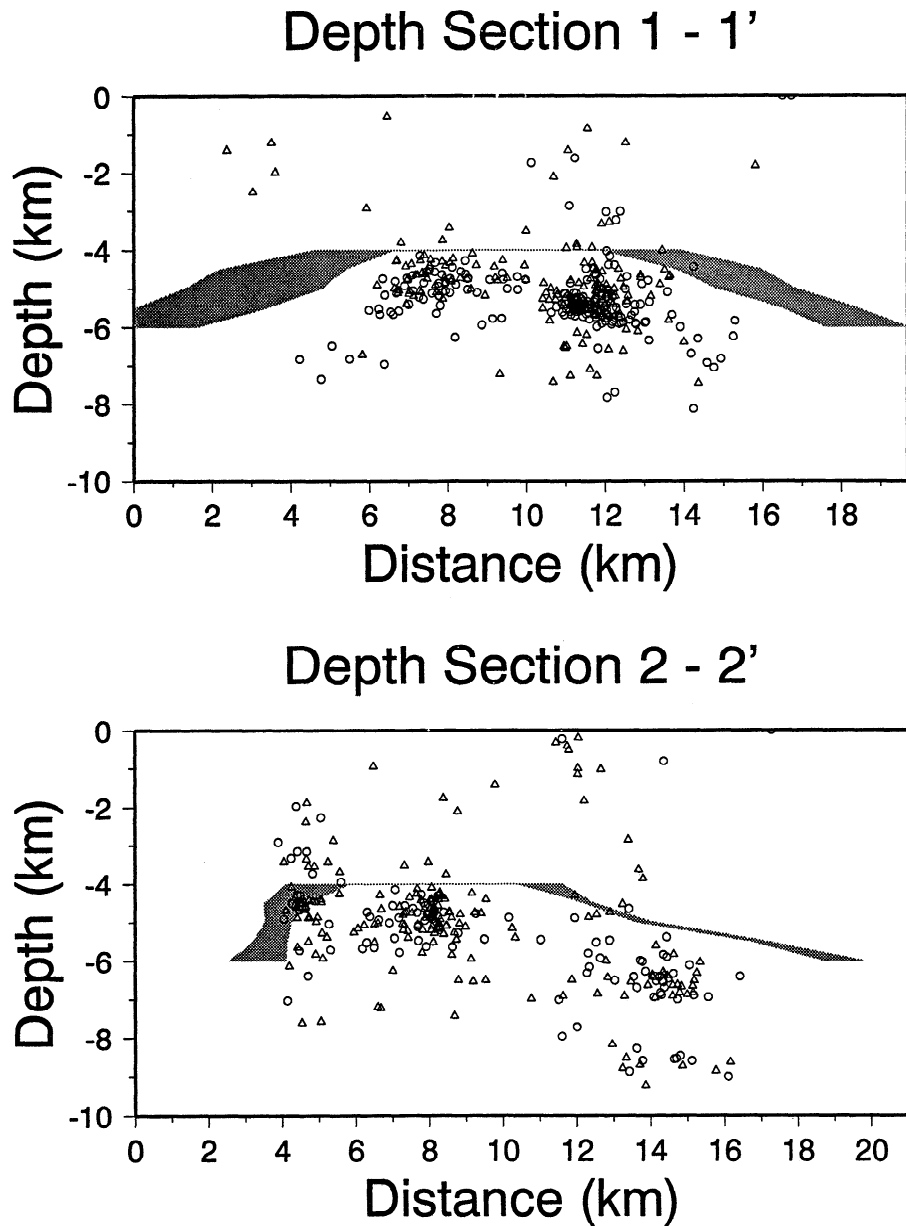 Depth Section 1 - 1'
0
-2
-4
-6
-8
-10
Depth (km)
0 2 4 6 8 10 12 14 16 18
Distance (km)
Depth Section 2 - 2'
0
-2
-4
-6
-8
-10
Depth (km)
0 2 4 6 8 10 12 14 16 18 20
Distance (km)